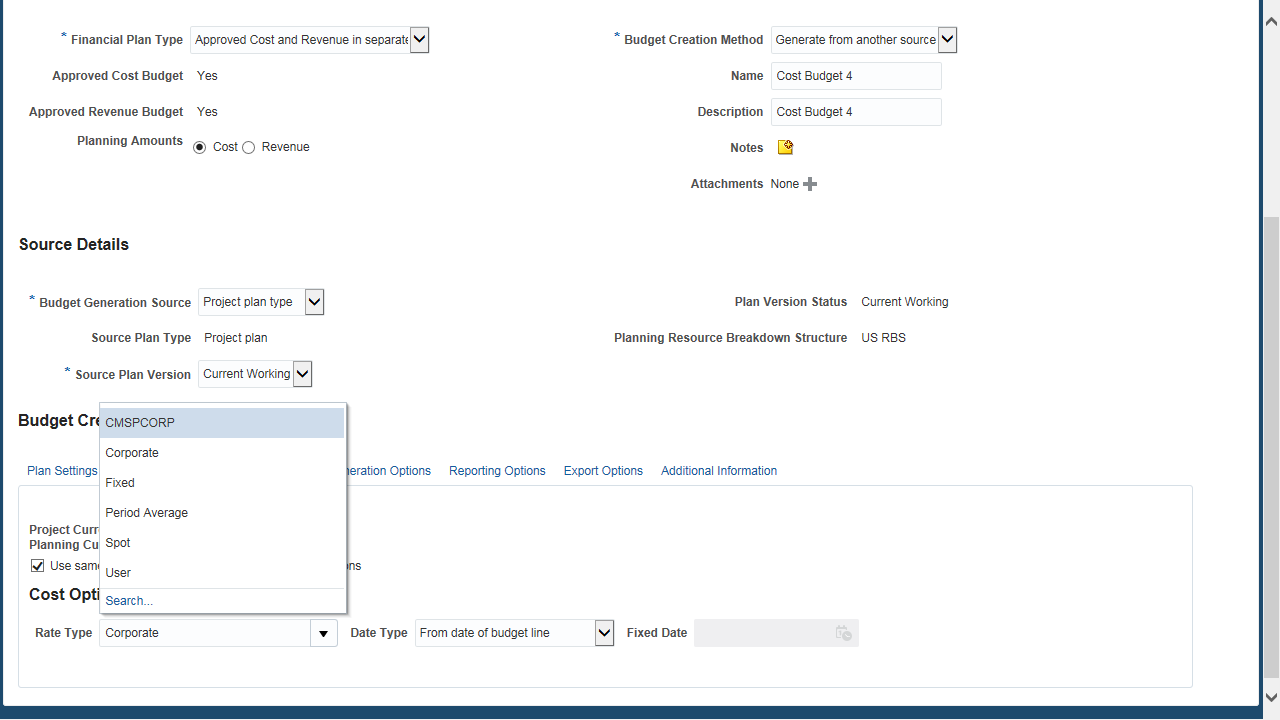 * Financial Plan Type Approved Cost and Revenue in separate * Budget Creation Method Generate from another source
Approved Cost Budget Yes Name Cost Budget 4
Approved Revenue Budget Yes Description Cost Budget 4
Planning Amounts Cost Revenue Notes
Attachments None
Source Details
* Budget Generation Source Project plan type Plan Version Status Current Working
Source Plan Type Project plan Planning Resource Breakdown Structure US RBS
* Source Plan Version Current Working
Budget Cre
CMSPCORP
Corporate
Plan Settings neration Options Reporting Options Export Options Additional Information
Fixed
Period Average
Project Curr
Planning Cu
Spot
Use same ons
User
Cost Opti
Search...
Rate Type Corporate Date Type From date of budget line Fixed Date